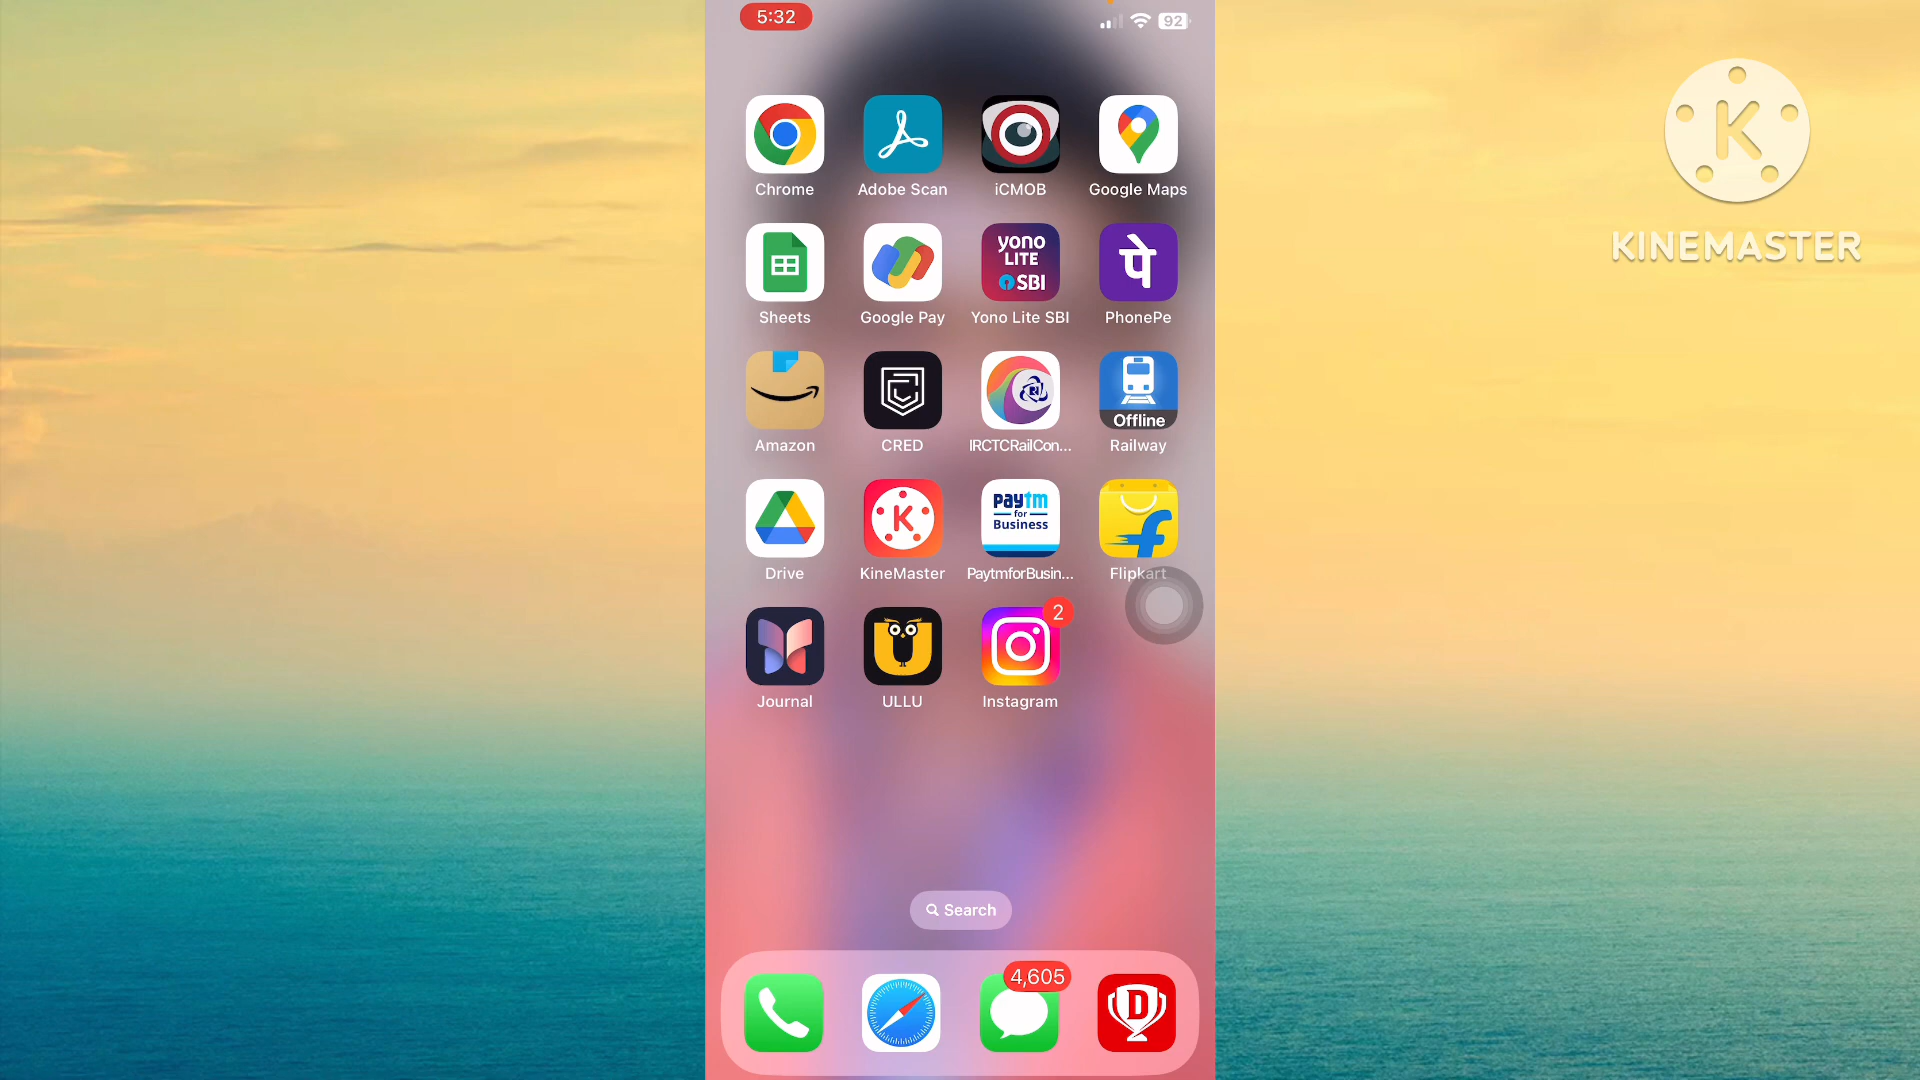 5:32
92
KINEMASTER
Chrome
Adobe Scan
iCMOB
Google Maps
yono
LITE
SBI
पे
Sheets
Google Pay
Yono Lite SBI
PhonePe
Offline
Amazon
CRED
IRCTCRailCon...
Railway
K
paytm
for
Business
f
Drive
KineMaster
PaytmforBusin...
Flipkart
2
Journal
ULLU
Instagram
Search
4,605
D